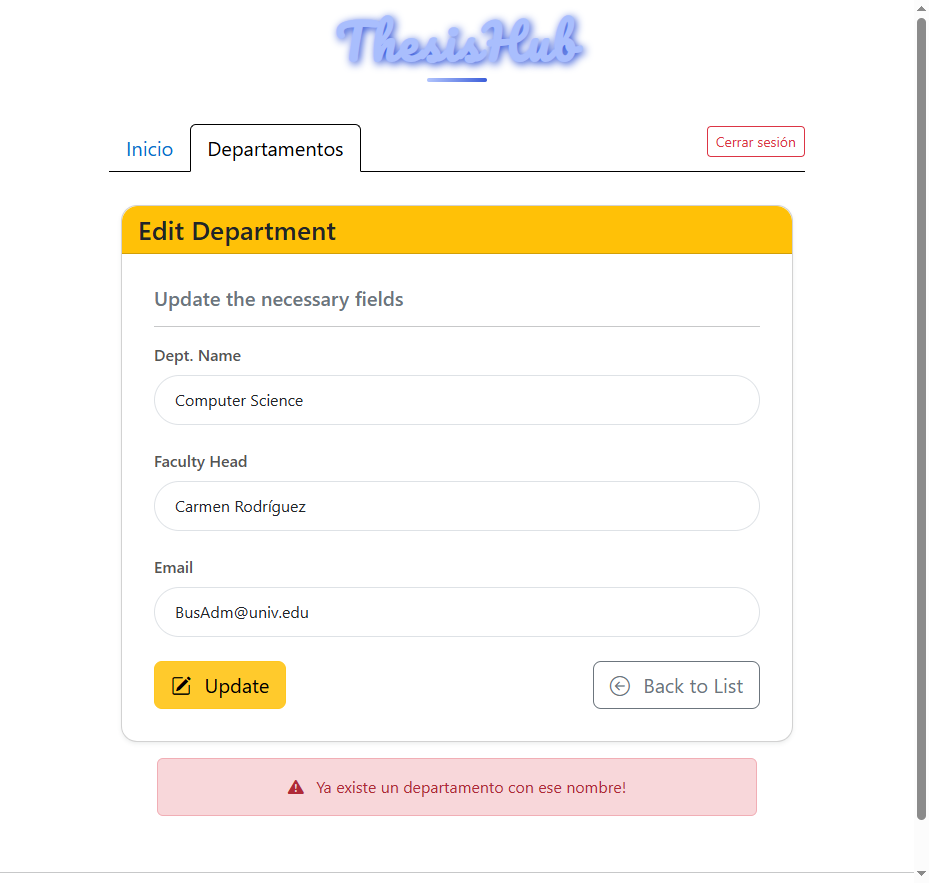 ThesisHub
Inicio
Departamentos
Cerrar sesión
Edit Department
Update the necessary fields
Dept. Name
Computer Science
Faculty Head
Carmen Rodríguez
Email
BusAdm@univ.edu
Update
Back to List
Ya existe un departamento con ese nombre!